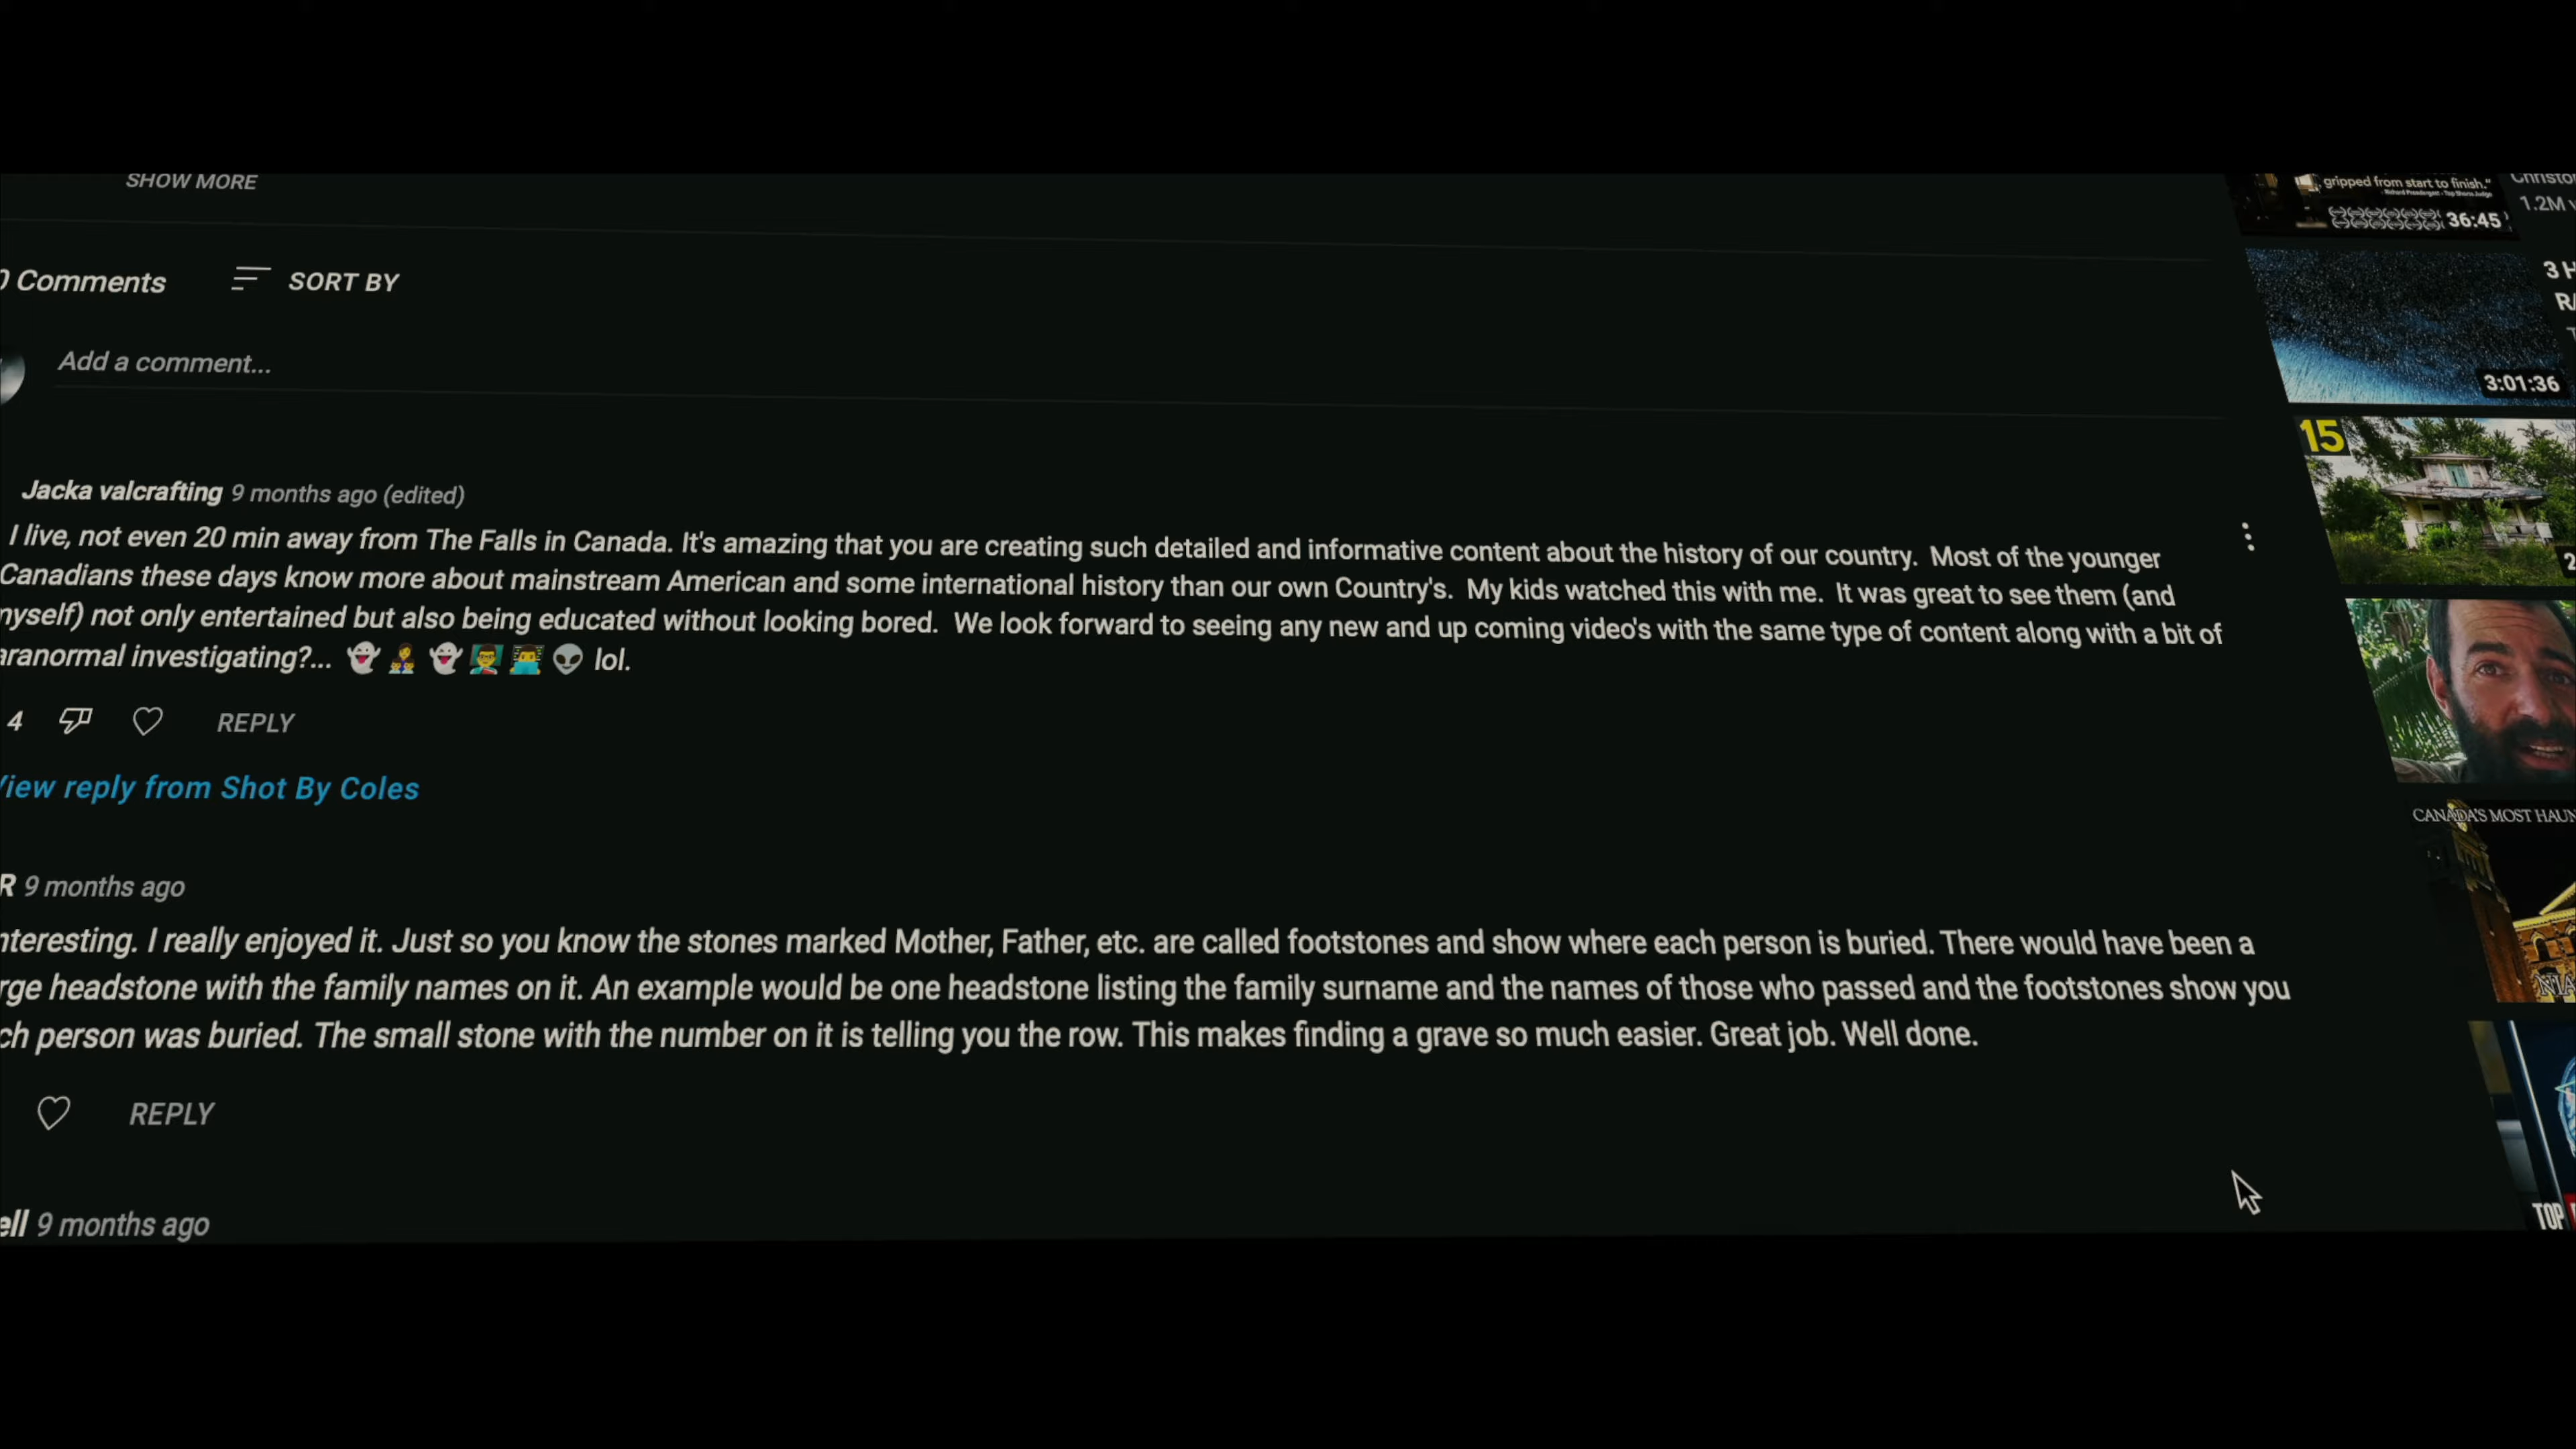 SHOW MORE
Comments
SORT BY
Add a comment...
Jacka valcrafting 9 months ago (edited)
I live, not even 20 min away from The Falls in Canada. It's amazing that you are creating such detailed and informative content about the history of our country. Most of the younger
Canadians these days know more about mainstream American and some international history than our own Country's. My kids watched this with me. It was great to see them (and
myself) not only entertained but also being educated without looking bored. We look forward to seeing any new and up coming video's with the same type of content along with a bit of
aranormal investigating?... 👻🤱👻👨‍🏫👨‍💻👽 lol.
4
REPLY
View reply from Shot By Coles
R 9 months ago
nteresting. I really enjoyed it. Just so you know the stones marked Mother, Father, etc. are called footstones and show where each person is buried. There would have been a
rge headstone with the family names on it. An example would be one headstone listing the family surname and the names of those who passed and the footstones show you
ch person was buried. The small stone with the number on it is telling you the row. This makes finding a grave so much easier. Great job. Well done.
REPLY
ell 9 months ago
gripped from start to finish."
36:45
Christo
1.2M
3:01:36
15
CANADA'S MOST HAUN
NIA
TOP